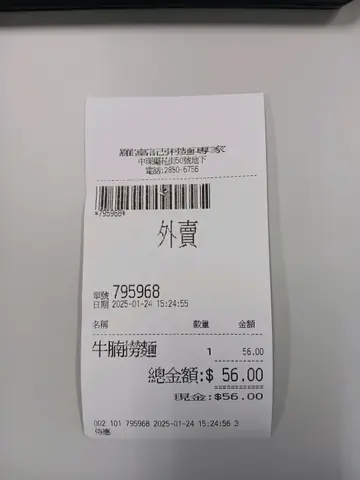 羅富記粥麵專家
中環擺花街50號地下
電話:2850-6756
*795968*
外賣
單號 795968
日期 2025-01-24 15:24:55
名稱 數量 金額
牛腩撈麵 1 56.00
總金額:$ 56.00
現金:$56.00
002 101 795968 2025-01-24 15:24:56 3